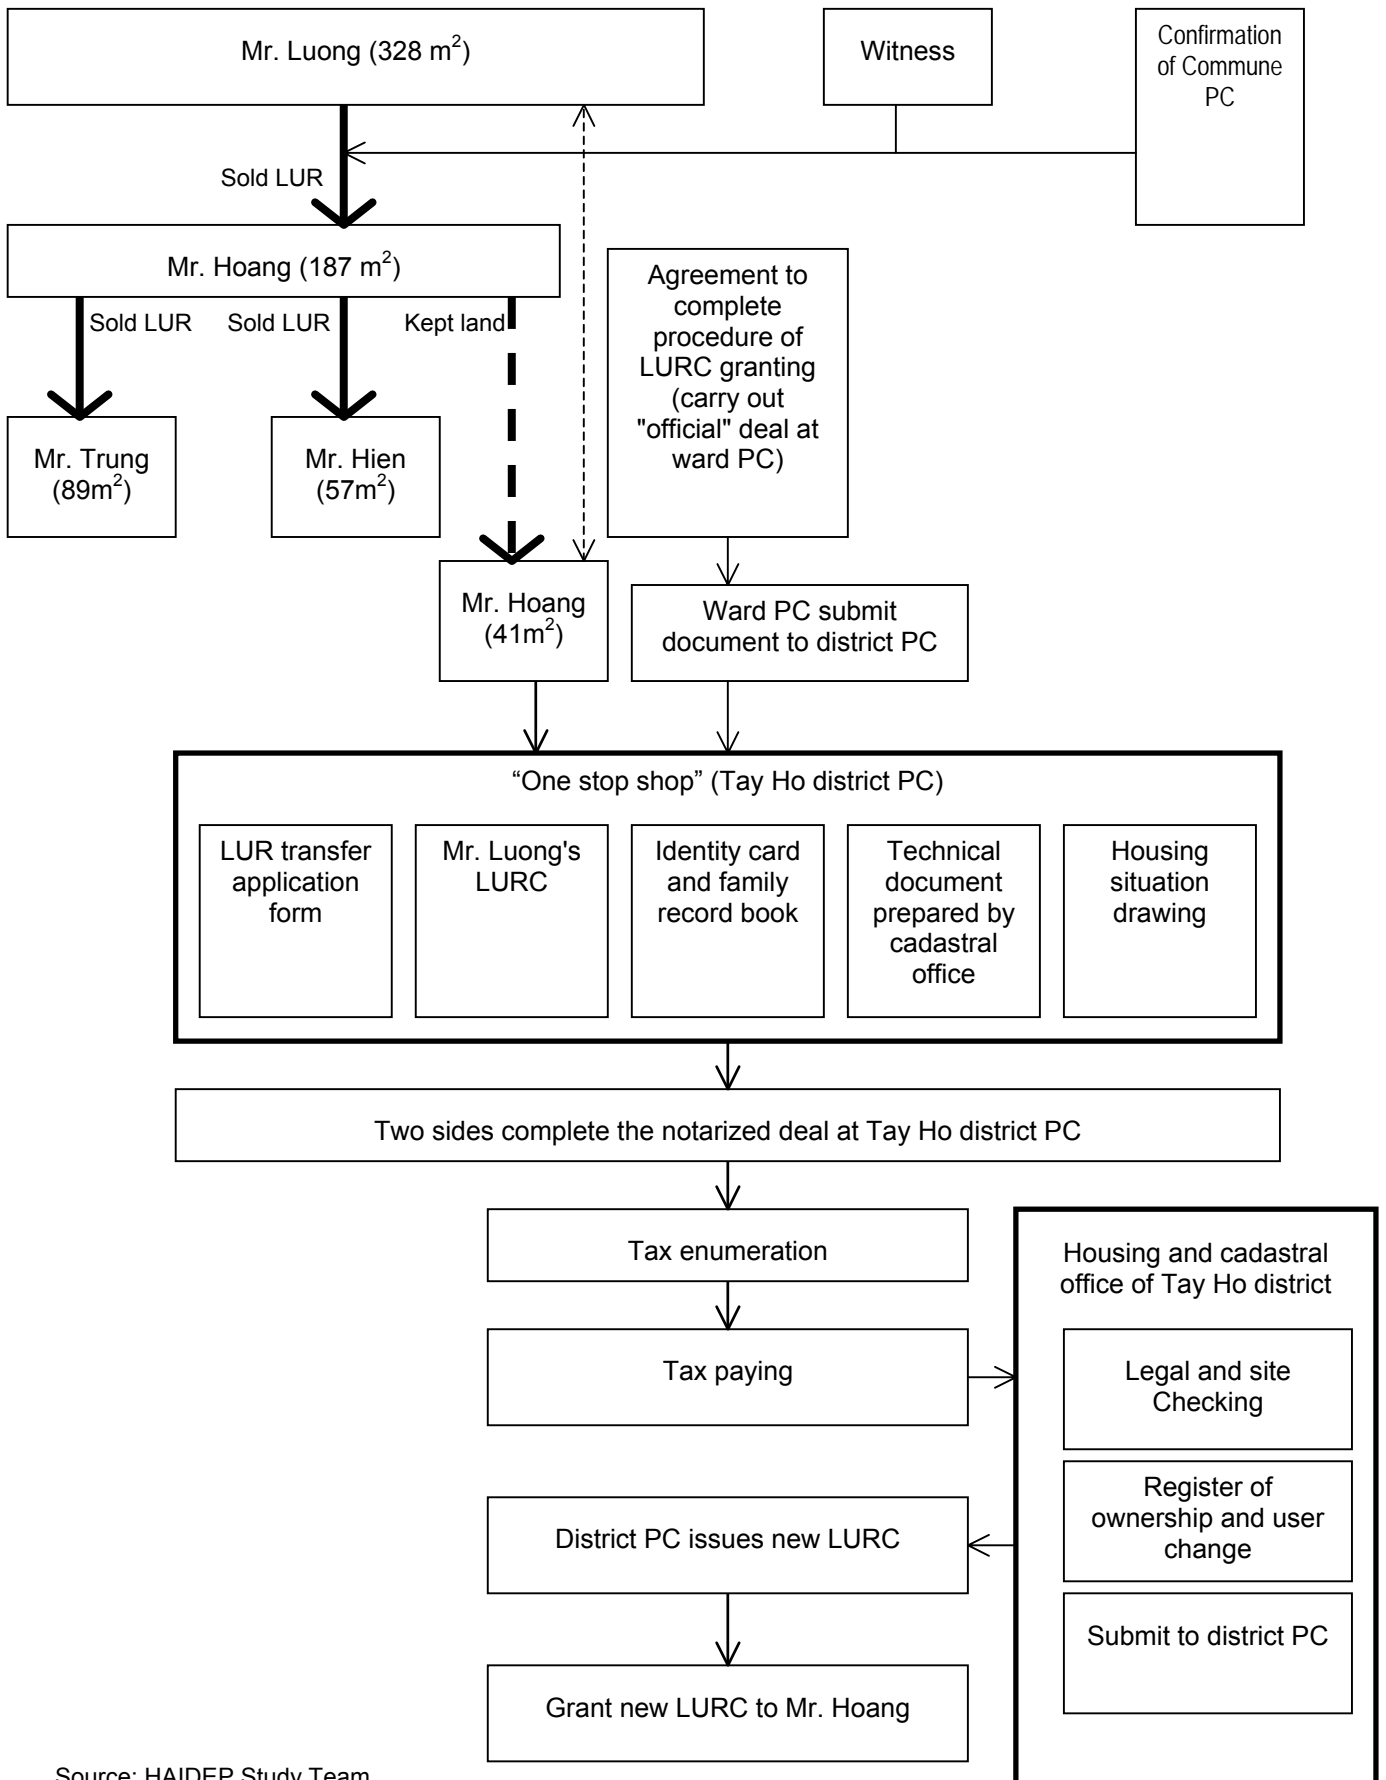 Mr. Luong (328 m²)
Witness
Confirmation
of Commune
PC
Sold LUR
Mr. Hoang (187 m²)
Sold LUR
Sold LUR
Kept land
Agreement to
complete
procedure of
LURC granting
(carry out
"official" deal at
ward PC)
Mr. Trung
(89m²)
Mr. Hien
(57m²)
Mr. Hoang
(41m²)
Ward PC submit
document to district PC
“One stop shop” (Tay Ho district PC)
LUR transfer
application
form
Mr. Luong's
LURC
Identity card
and family
record book
Technical
document
prepared by
cadastral
office
Housing
situation
drawing
Two sides complete the notarized deal at Tay Ho district PC
Tax enumeration
Housing and cadastral
office of Tay Ho district
Tax paying
Legal and site
Checking
Register of
ownership and user
change
District PC issues new LURC
Submit to district PC
Grant new LURC to Mr. Hoang
Source: HAIDEP Study Team